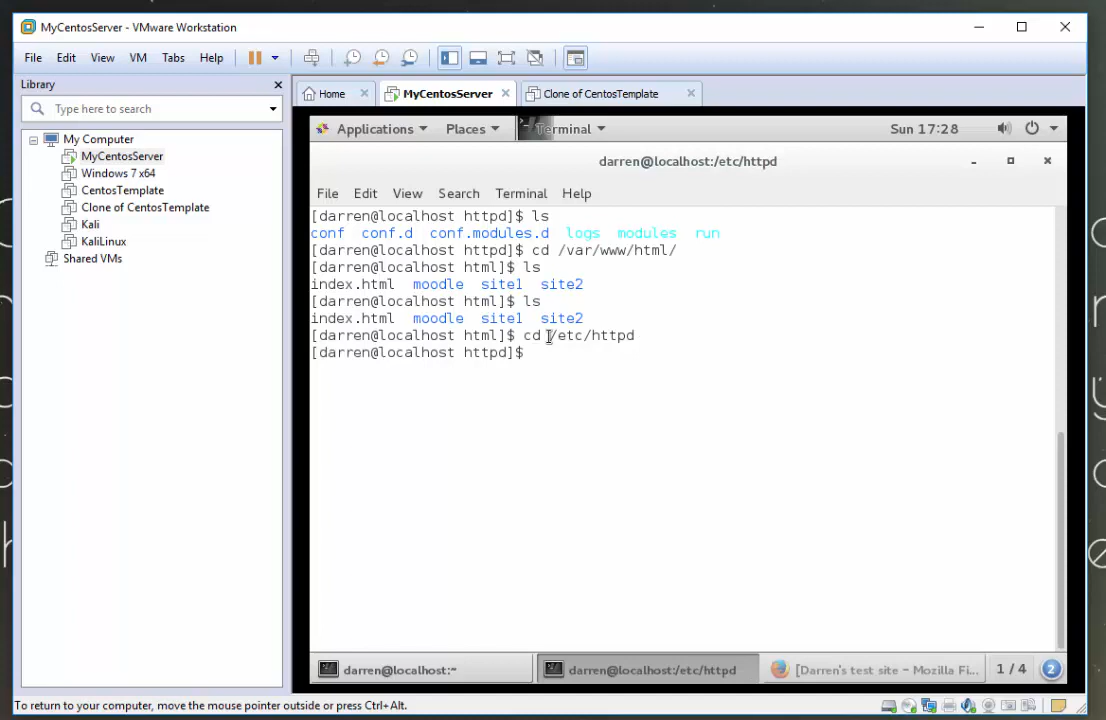 MyCentosServer - VMware Workstation
File Edit View VM Tabs Help
Library
Type here to search
My Computer
MyCentosServer
Windows 7 x64
CentosTemplate
Clone of CentosTemplate
Kali
KaliLinux
Shared VMs
Home MyCentosServer Clone of CentosTemplate
Applications Places Terminal Sun 17:28
darren@localhost:/etc/httpd
File Edit View Search Terminal Help
[darren@localhost httpd]$ ls
conf conf.d conf.modules.d logs modules run
[darren@localhost httpd]$ cd /var/www/html/
[darren@localhost html]$ ls
index.html moodle site1 site2
[darren@localhost html]$ ls
index.html moodle site1 site2
[darren@localhost html]$ cd /etc/httpd
[darren@localhost httpd]$
darren@localhost:~ darren@localhost:/etc/httpd [Darren's test site – Mozilla Fi... 1 / 4 2
To return to your computer, move the mouse pointer outside or press Ctrl+Alt.